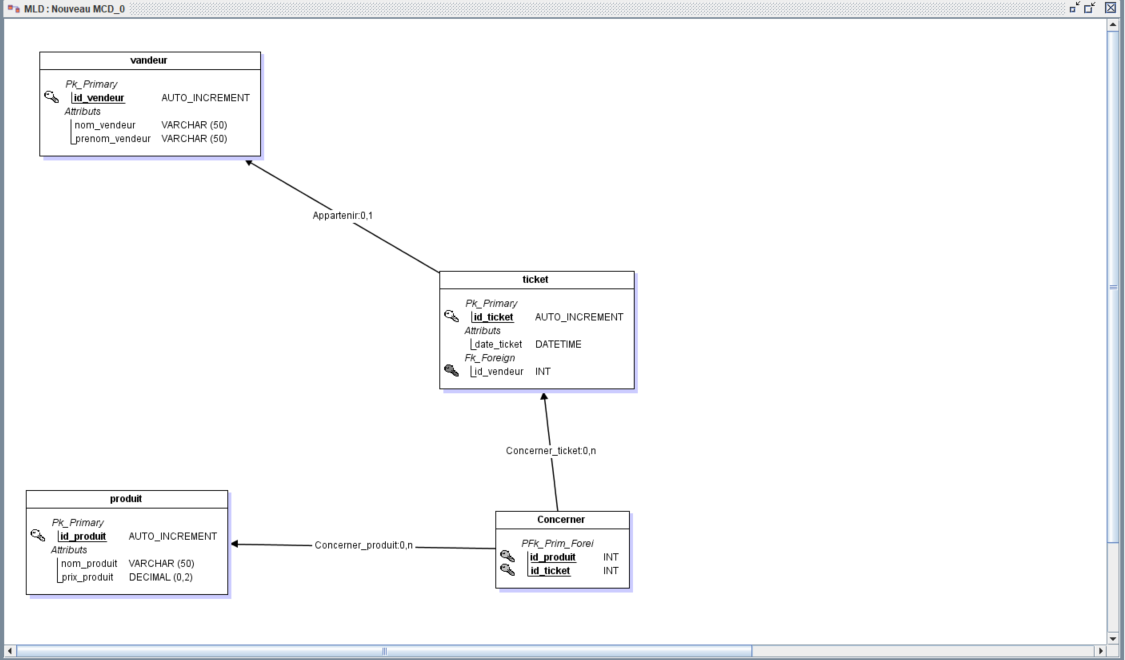 MLD : Nouveau MCD_0
vandeur
Pk_Primary
id_vendeur AUTO_INCREMENT
Attributs
nom_vendeur VARCHAR (50)
prenom_vendeur VARCHAR (50)
Appartenir:0,1
ticket
Pk_Primary
id_ticket AUTO_INCREMENT
Attributs
date_ticket DATETIME
Fk_Foreign
id_vendeur INT
Concerner_ticket:0,n
produit
Pk_Primary
id_produit AUTO_INCREMENT
Attributs
nom_produit VARCHAR (50)
prix_produit DECIMAL (0,2)
Concerner_produit:0,n
Concerner
PFk_Prim_Forei
id_produit INT
id_ticket INT